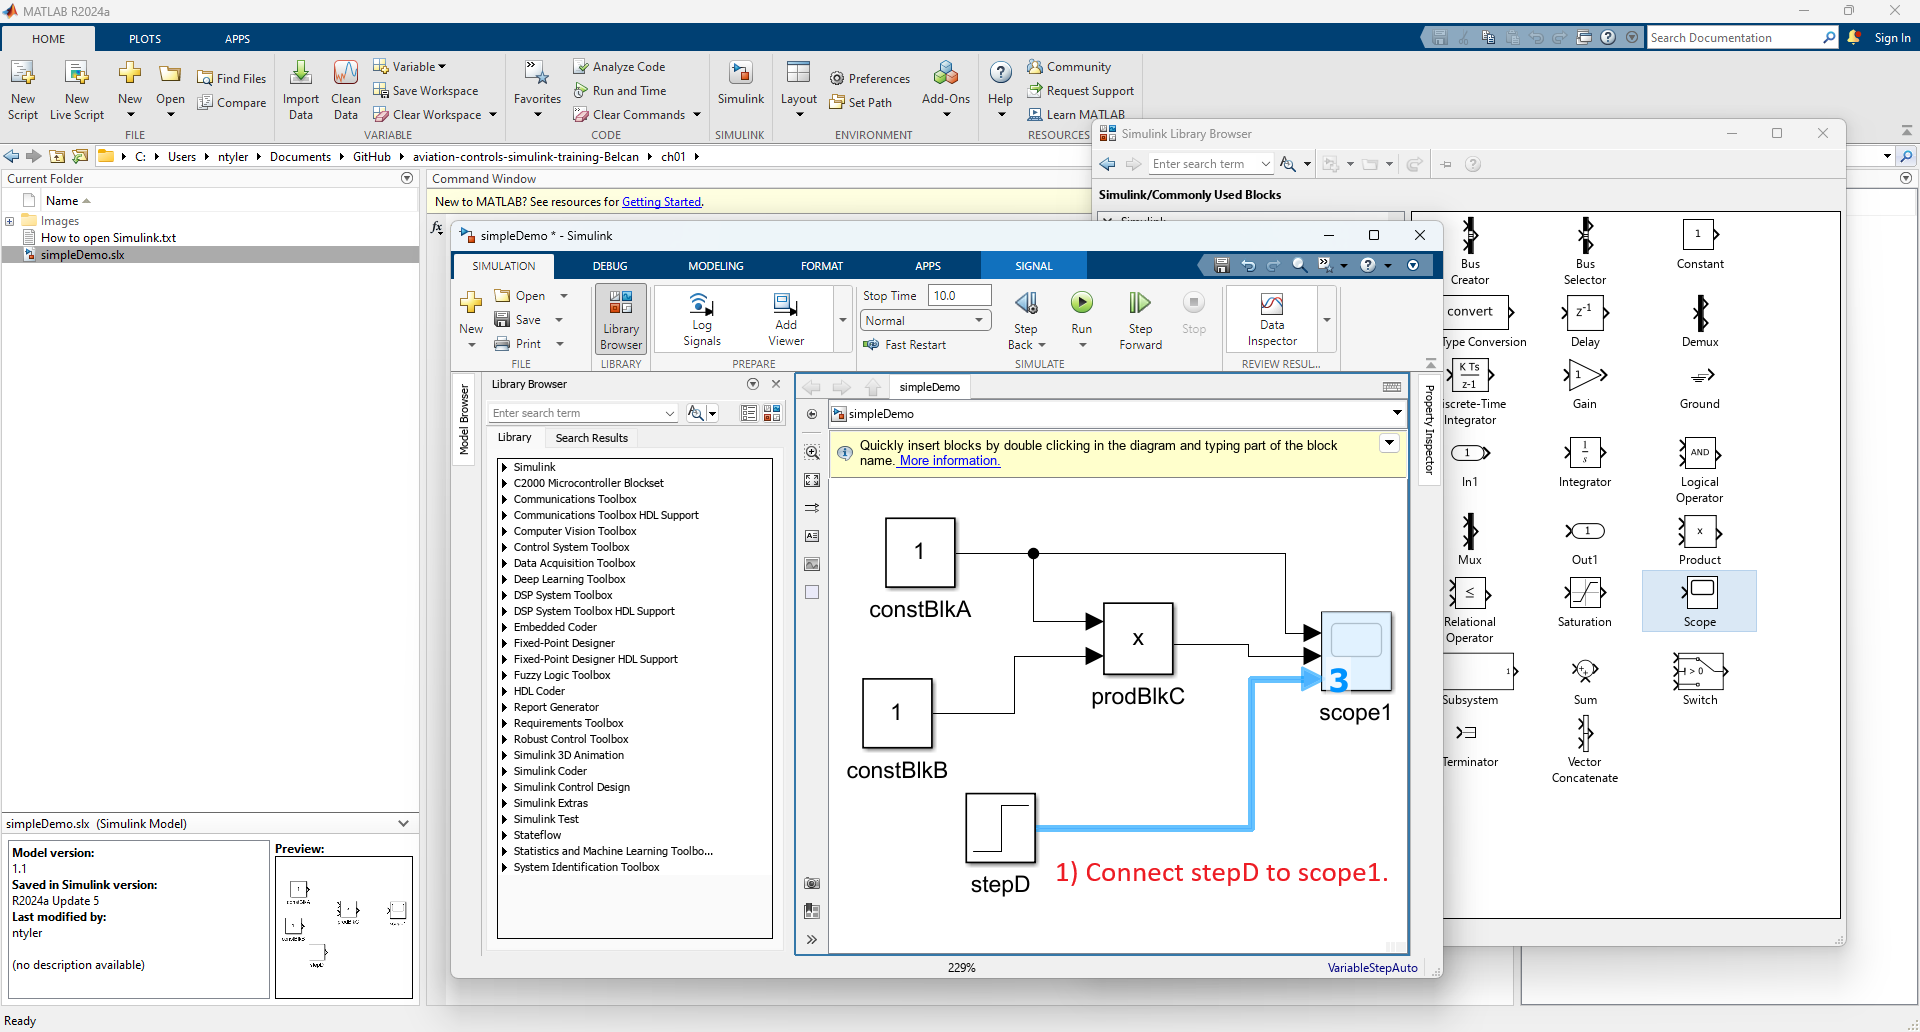 MATLAB R2024a
HOME PLOTS APPS
Search Documentation
Sign In
New Script
New Live Script
New
Open
Find Files
Compare
FILE
Import Data
Clean Data
Variable
Save Workspace
Clear Workspace
VARIABLE
Favorites
Analyze Code
Run and Time
Clear Commands
CODE
Simulink
SIMULINK
Layout
Preferences
Set Path
Add-Ons
ENVIRONMENT
Help
Community
Request Support
Learn MATLAB
RESOURCES
C: Users ntyler Documents GitHub aviation-controls-simulink-training-Belcan ch01
Current Folder
Name
Images
How to open Simulink.txt
simpleDemo.slx
simpleDemo.slx (Simulink Model)
Model version:
1.1
Saved in Simulink version:
R2024a Update 5
Last modified by:
ntyler
(no description available)
Preview:
Ready
Command Window
New to MATLAB? See resources for Getting Started.
fx
simpleDemo * - Simulink
SIMULATION DEBUG MODELING FORMAT APPS SIGNAL
New
Open
Save
Print
FILE
Library Browser
LIBRARY
Log Signals
Add Viewer
PREPARE
Stop Time 10.0
Normal
Fast Restart
Step Back
Run
Step Forward
Stop
SIMULATE
Data Inspector
REVIEW RESUL...
Model Browser
Library Browser
Enter search term
Library Search Results
Simulink
C2000 Microcontroller Blockset
Communications Toolbox
Communications Toolbox HDL Support
Computer Vision Toolbox
Control System Toolbox
Data Acquisition Toolbox
Deep Learning Toolbox
DSP System Toolbox
DSP System Toolbox HDL Support
Embedded Coder
Fixed-Point Designer
Fixed-Point Designer HDL Support
Fuzzy Logic Toolbox
HDL Coder
Report Generator
Requirements Toolbox
Robust Control Toolbox
Simulink 3D Animation
Simulink Coder
Simulink Control Design
Simulink Extras
Simulink Test
Stateflow
Statistics and Machine Learning Toolbo...
System Identification Toolbox
simpleDemo
simpleDemo
Property Inspector
Quickly insert blocks by double clicking in the diagram and typing part of the block
name. More information.
1
constBlkA
x
prodBlkC
3
scope1
1
constBlkB
stepD
1) Connect stepD to scope1.
229%
VariableStepAuto
Simulink Library Browser
Enter search term
Simulink/Commonly Used Blocks
Bus Creator
Bus Selector
1
Constant
convert
Type Conversion
z-1
Delay
Demux
K Ts
z-1
iscrete-Time
Integrator
1
Gain
Ground
1
In1
1
s
Integrator
AND
Logical Operator
Mux
1
Out1
x
Product
≤
Relational Operator
Saturation
Scope
1
Subsystem
Sum
> 0
Switch
Terminator
Vector Concatenate